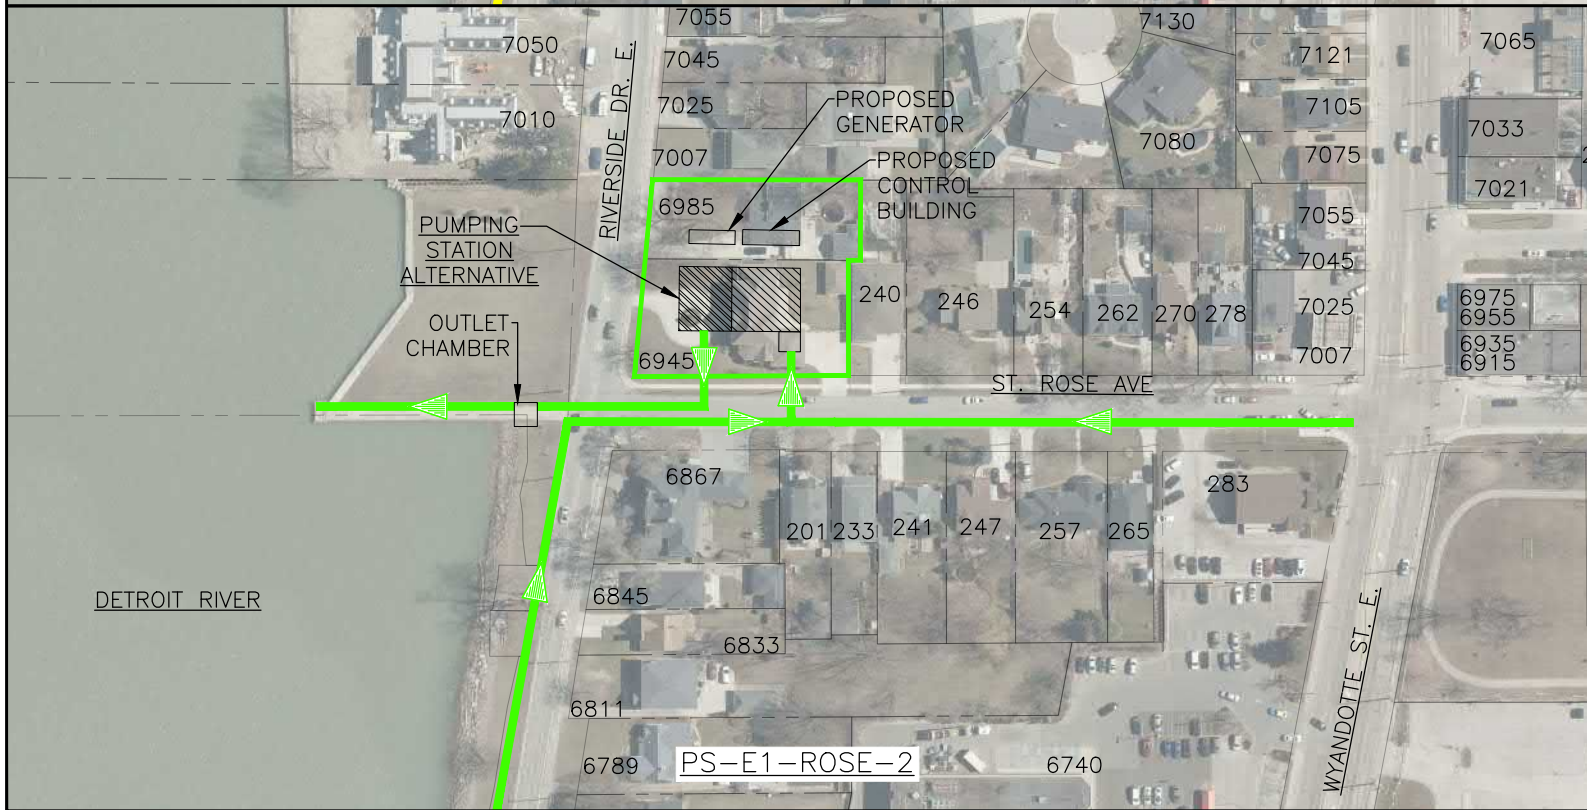 7055
7130
7050
7045
7121
7065
7025
PROPOSED
GENERATOR
7105
7010
7033
7007
7080
7075
PROPOSED
CONTROL
BUILDING
RIVERSIDE DR. E.
7021
6985
PUMPING
STATION
ALTERNATIVE
7055
7045
240
246
254
262
270
278
7025
6975
6955
6935
6915
OUTLET
CHAMBER
6945
7007
ST. ROSE AVE
6867
283
201
233
241
247
257
265
DETROIT RIVER
6845
6833
WYANDOTTE ST. E.
6811
6789
PS-E1-ROSE-2
6740